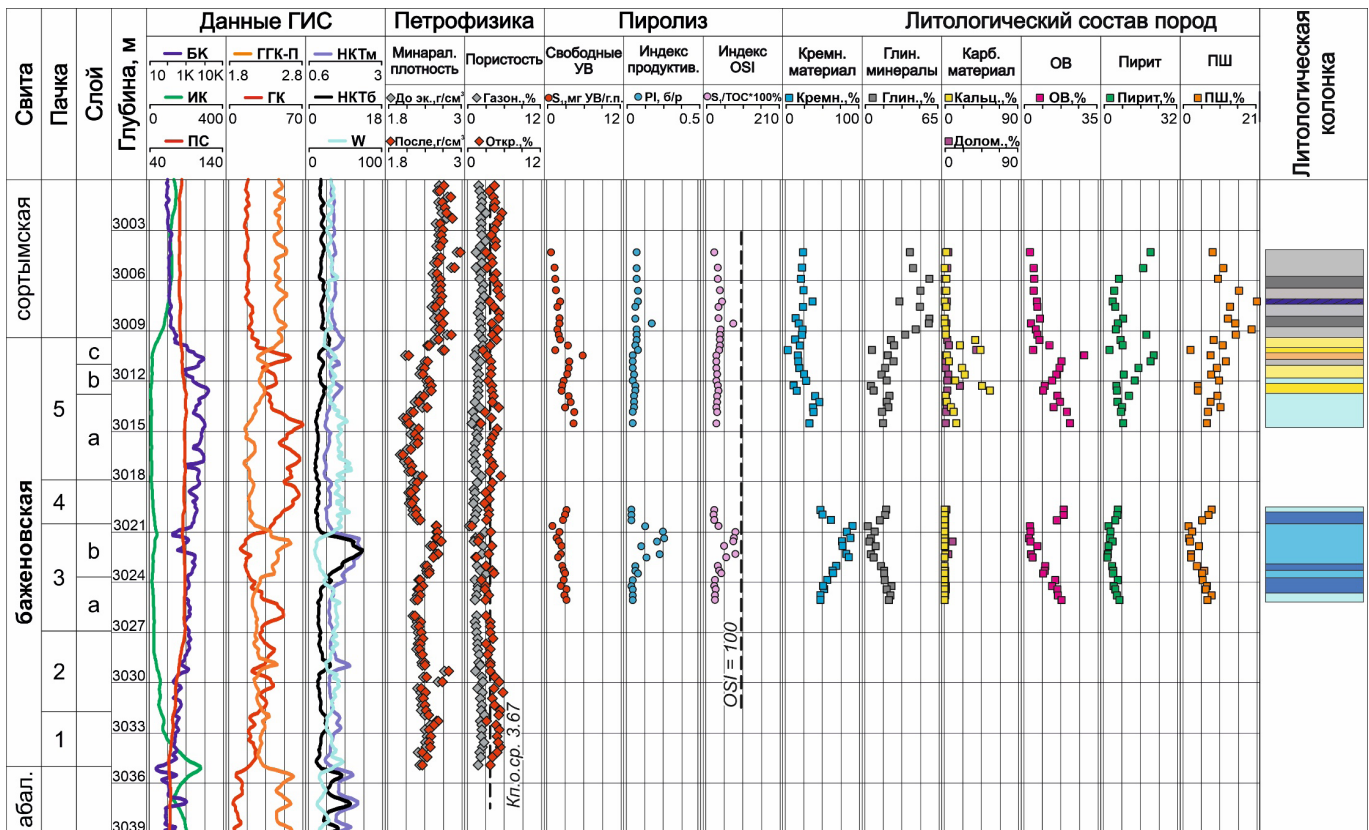 Данные ГИС
Петрофизика
Пиролиз
Литологический состав пород
Свита
Пачка
Слой
Глубина, м
БК
10 1K 10K
ИК
10 400
ПС
40 140
ГГК-П
1.8 2.8
ГК
0 70
НКТм
0.6 3
НКТб
0 18
W
0 100
Минарал.
плотность
До эк.,г/см³
1.8 3
После,г/см³
1.8 3
Пористость
Газон.,%
0 12
Откр.,%
0 12
Свободные
УВ
S₁,мг УВ/г.п.
0 12
Индекс
продуктив.
PI, б/р
0 0.5
Индекс
OSI
S₁/TOC*100%
0 210
Кремн.
материал
Кремн.,%
0 100
Глин.
минералы
Глин.,%
0 65
Карб.
материал
Кальц.,%
0 90
Долом.,%
0 90
ОВ
ОВ,%
0 35
Пирит
Пирит,%
0 32
ПШ
ПШ,%
0 21
Литологическая
колонка
сортымская
баженовская
абал.
5
4
3
2
1
c
b
a
b
a
3003
3006
3009
3012
3015
3018
3021
3024
3027
3030
3033
3036
3039
Кп.о.ср. 3.67
OSI = 100